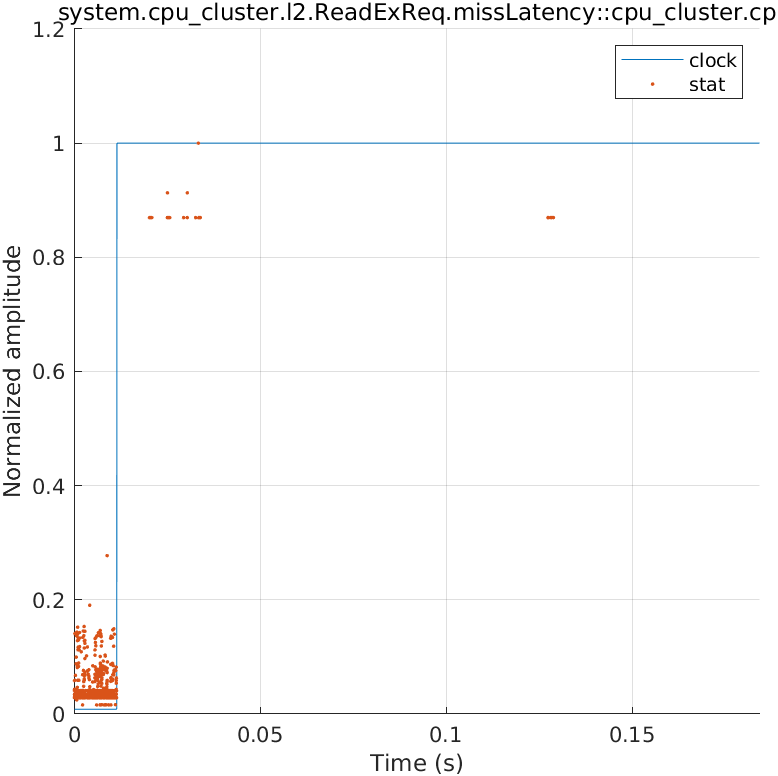 system.cpu_cluster.l2.ReadExReq.missLatency::cpu_cluster.cp
1.2
clock
stat
1
0.8
Normalized amplitude
0.6
0.4
0.2
0
0
0.05
0.1
0.15
Time (s)